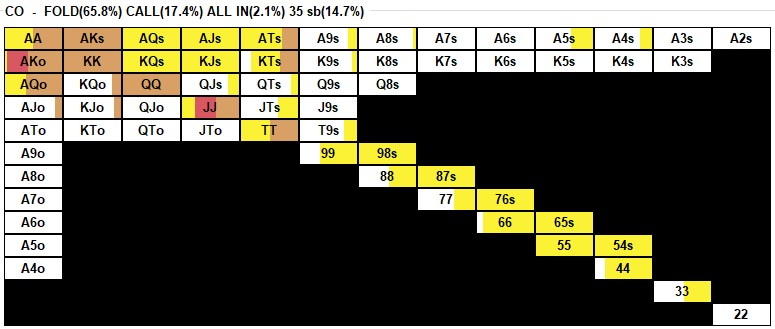 CO - FOLD(65.8%) CALL(17.4%) ALL IN(2.1%) 35 sb(14.7%)
AA AKs AQs AJs ATs A9s A8s A7s A6s A5s A4s A3s A2s
AKo KK KQs KJs KTs K9s K8s K7s K6s K5s K4s K3s
AQo KQo QQ QJs QTs Q9s Q8s
AJo KJo QJo JJ JTs J9s
ATo KTo QTo JTo TT T9s
A9o 99 98s
A8o 88 87s
A7o 77 76s
A6o 66 65s
A5o 55 54s
A4o 44
33
22